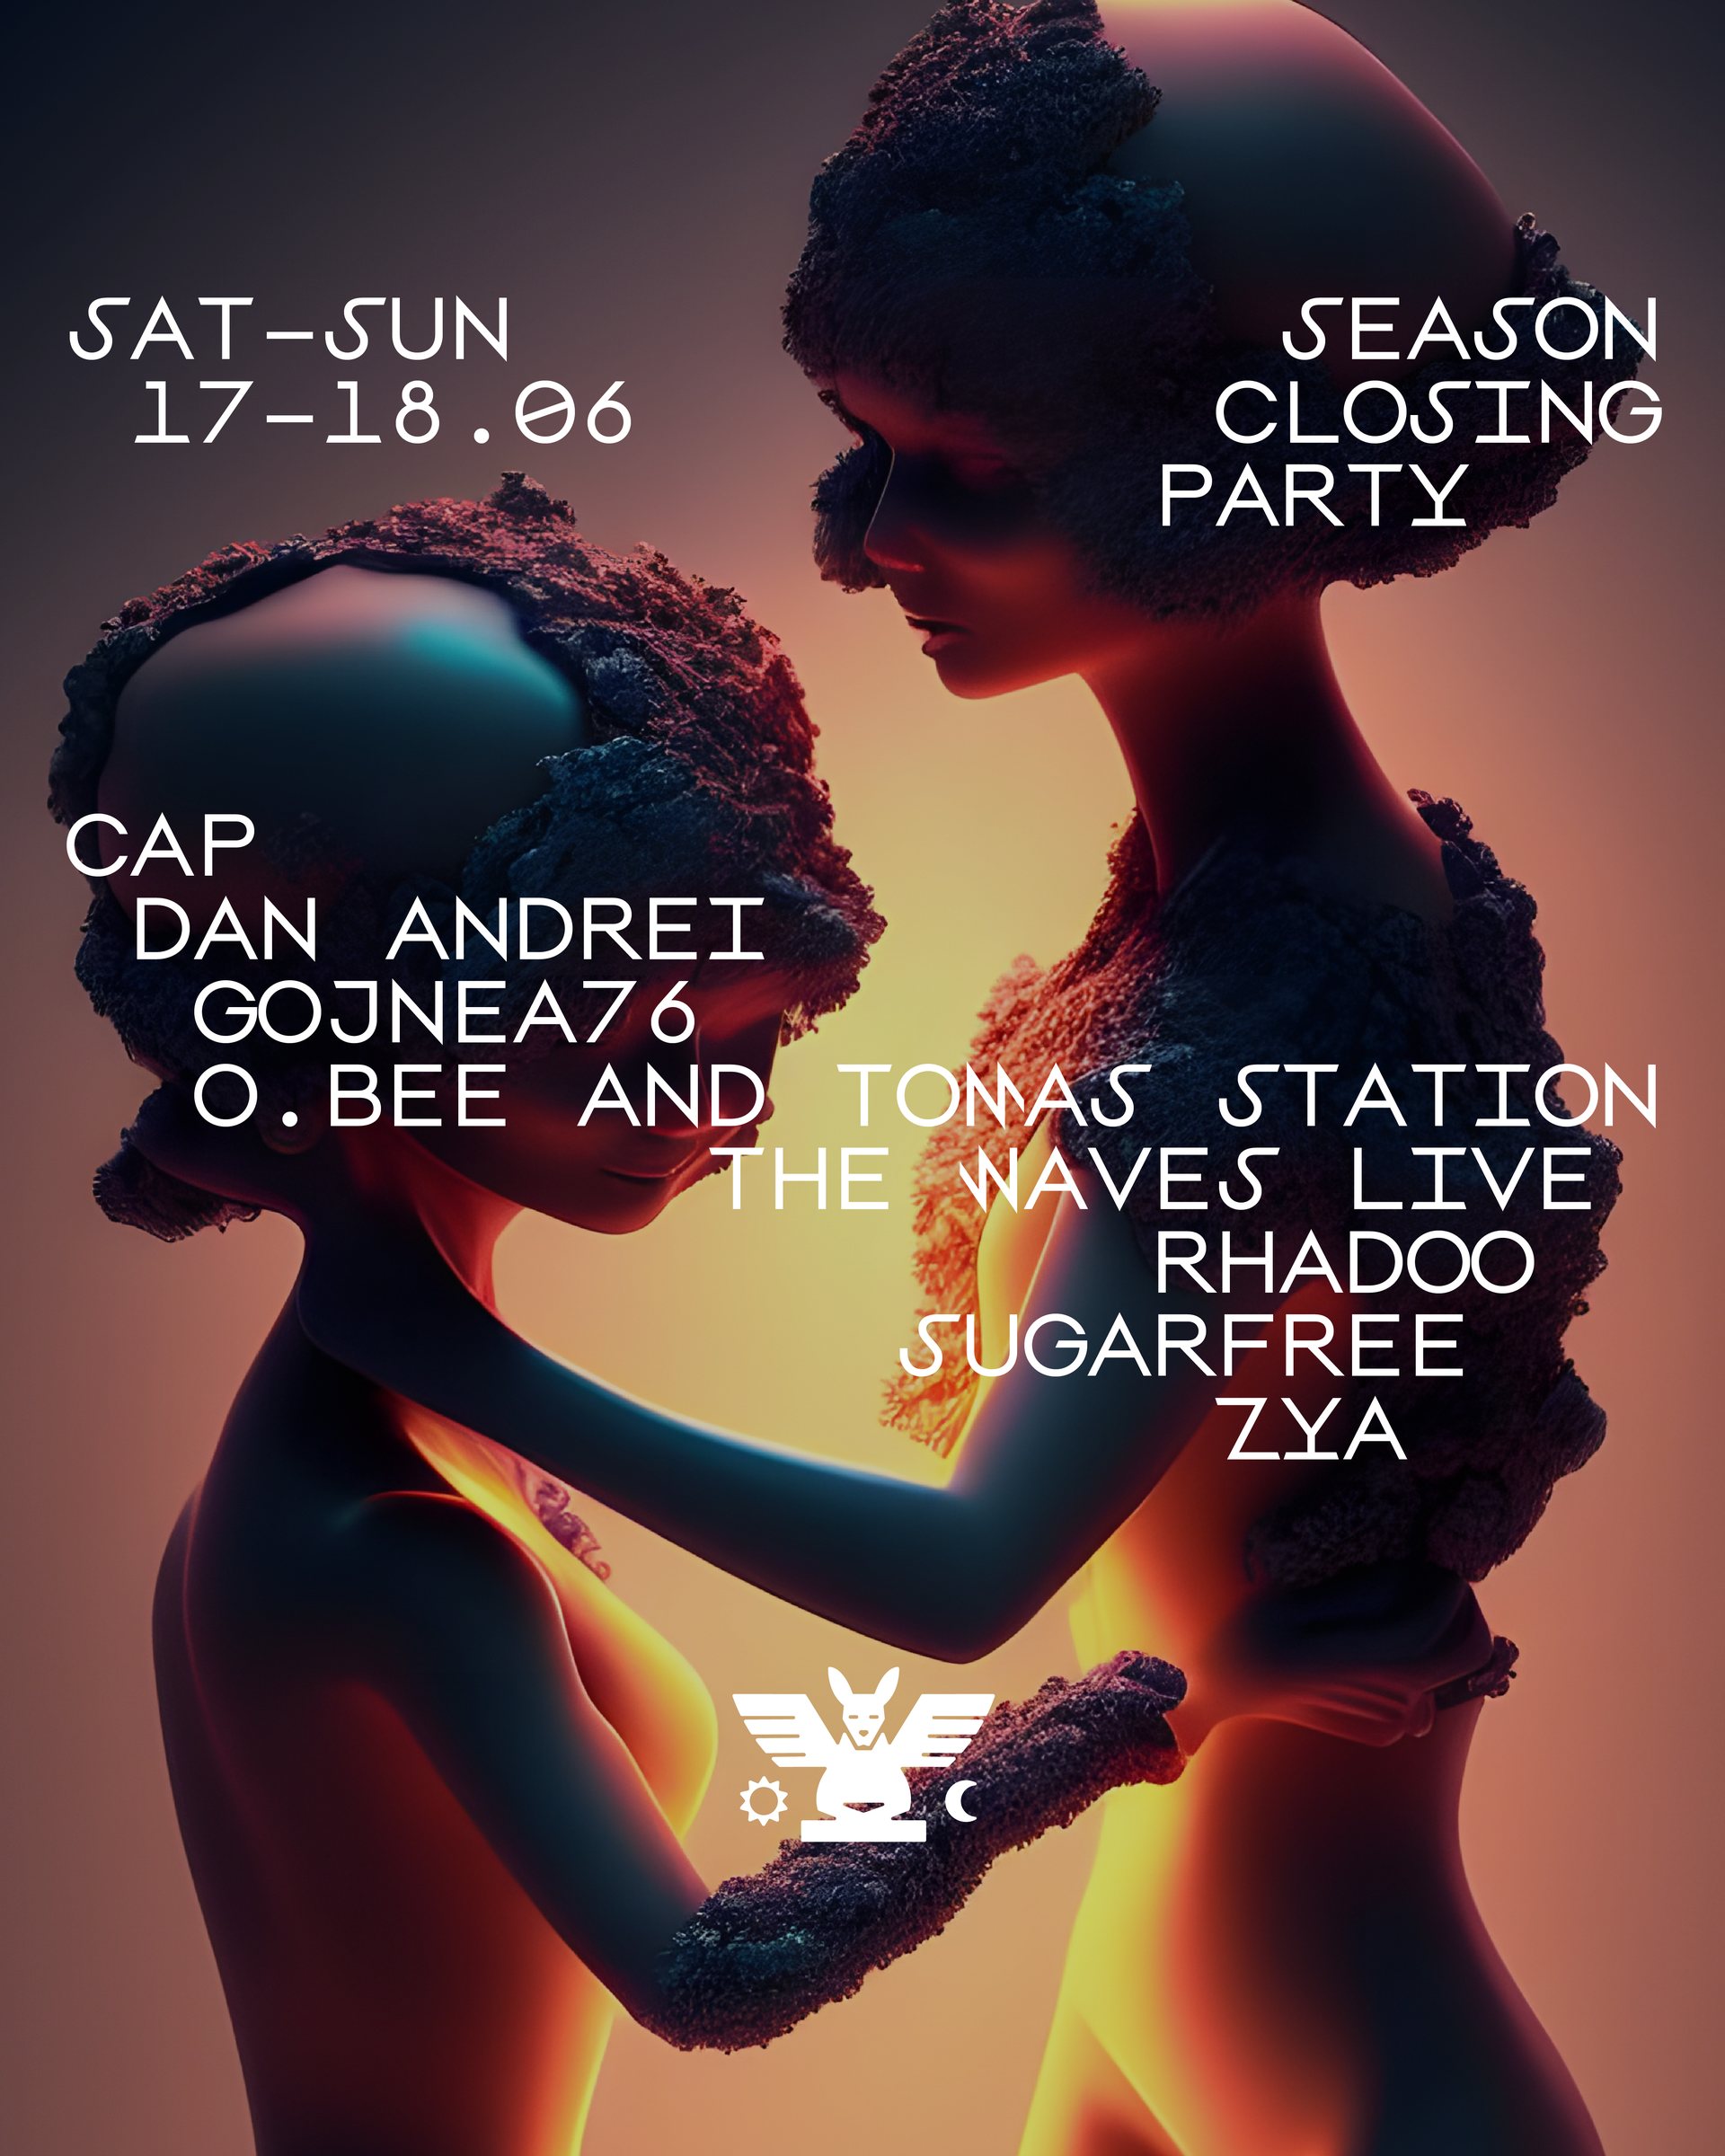 SAT-SUN
17-18.06
SEASON
CLOSING
PARTY
CAP
DAN ANDREI
GOJNEA76
O.BEE AND TOMAS STATION
THE WAVES LIVE
RHADOO
SUGARFREE
ZYA